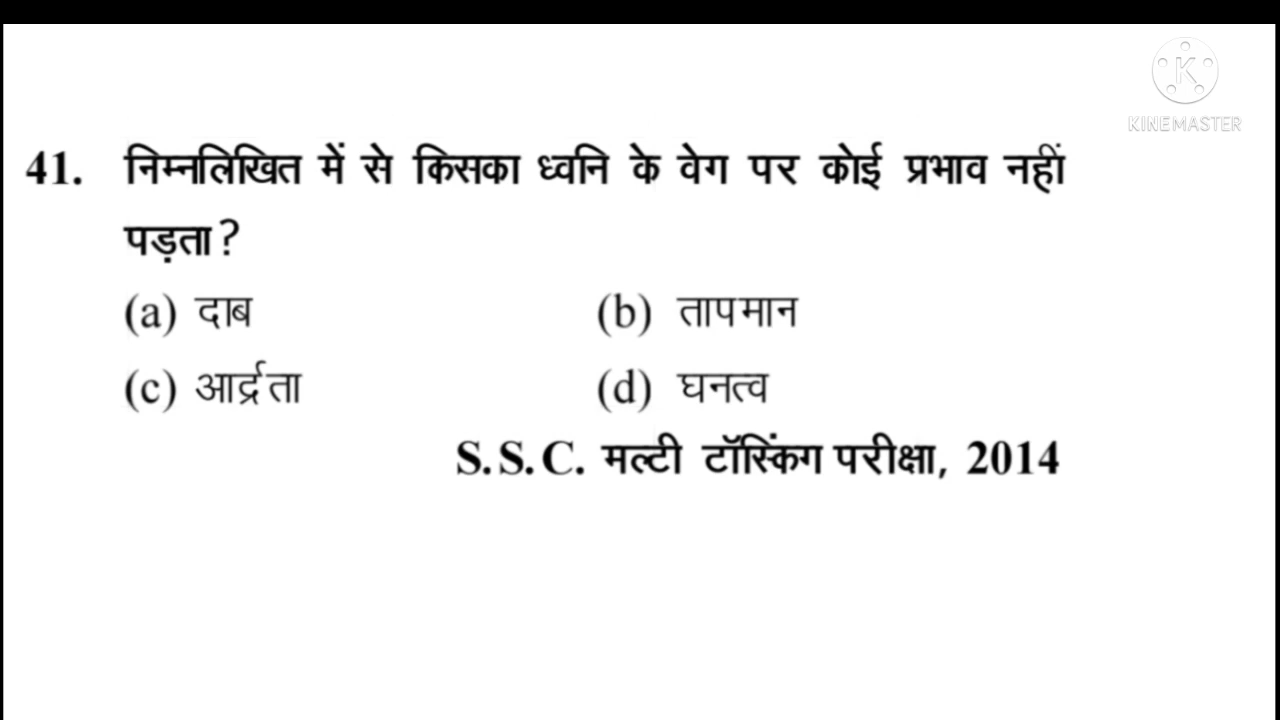 KINEMASTER
41. निम्नलिखित में से किसका ध्वनि के वेग पर कोई प्रभाव नहीं
पड़ता?
(a) दाब (b) तापमान
(c) आर्द्रता (d) घनत्व
S.S.C. मल्टी टॉस्किंग परीक्षा, 2014